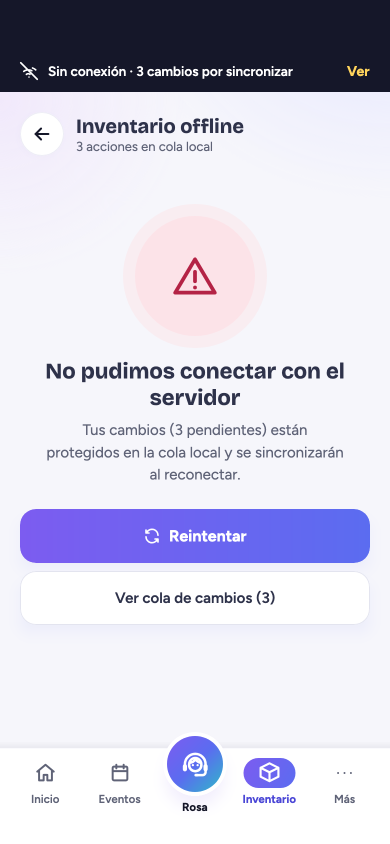 Sin conexión · 3 cambios por sincronizar
Ver
Inventario offline
3 acciones en cola local
No pudimos conectar con el
servidor
Tus cambios (3 pendientes) están
protegidos en la cola local y se sincronizarán
al reconectar.
Reintentar
Ver cola de cambios (3)
Inicio
Eventos
Rosa
Inventario
Más